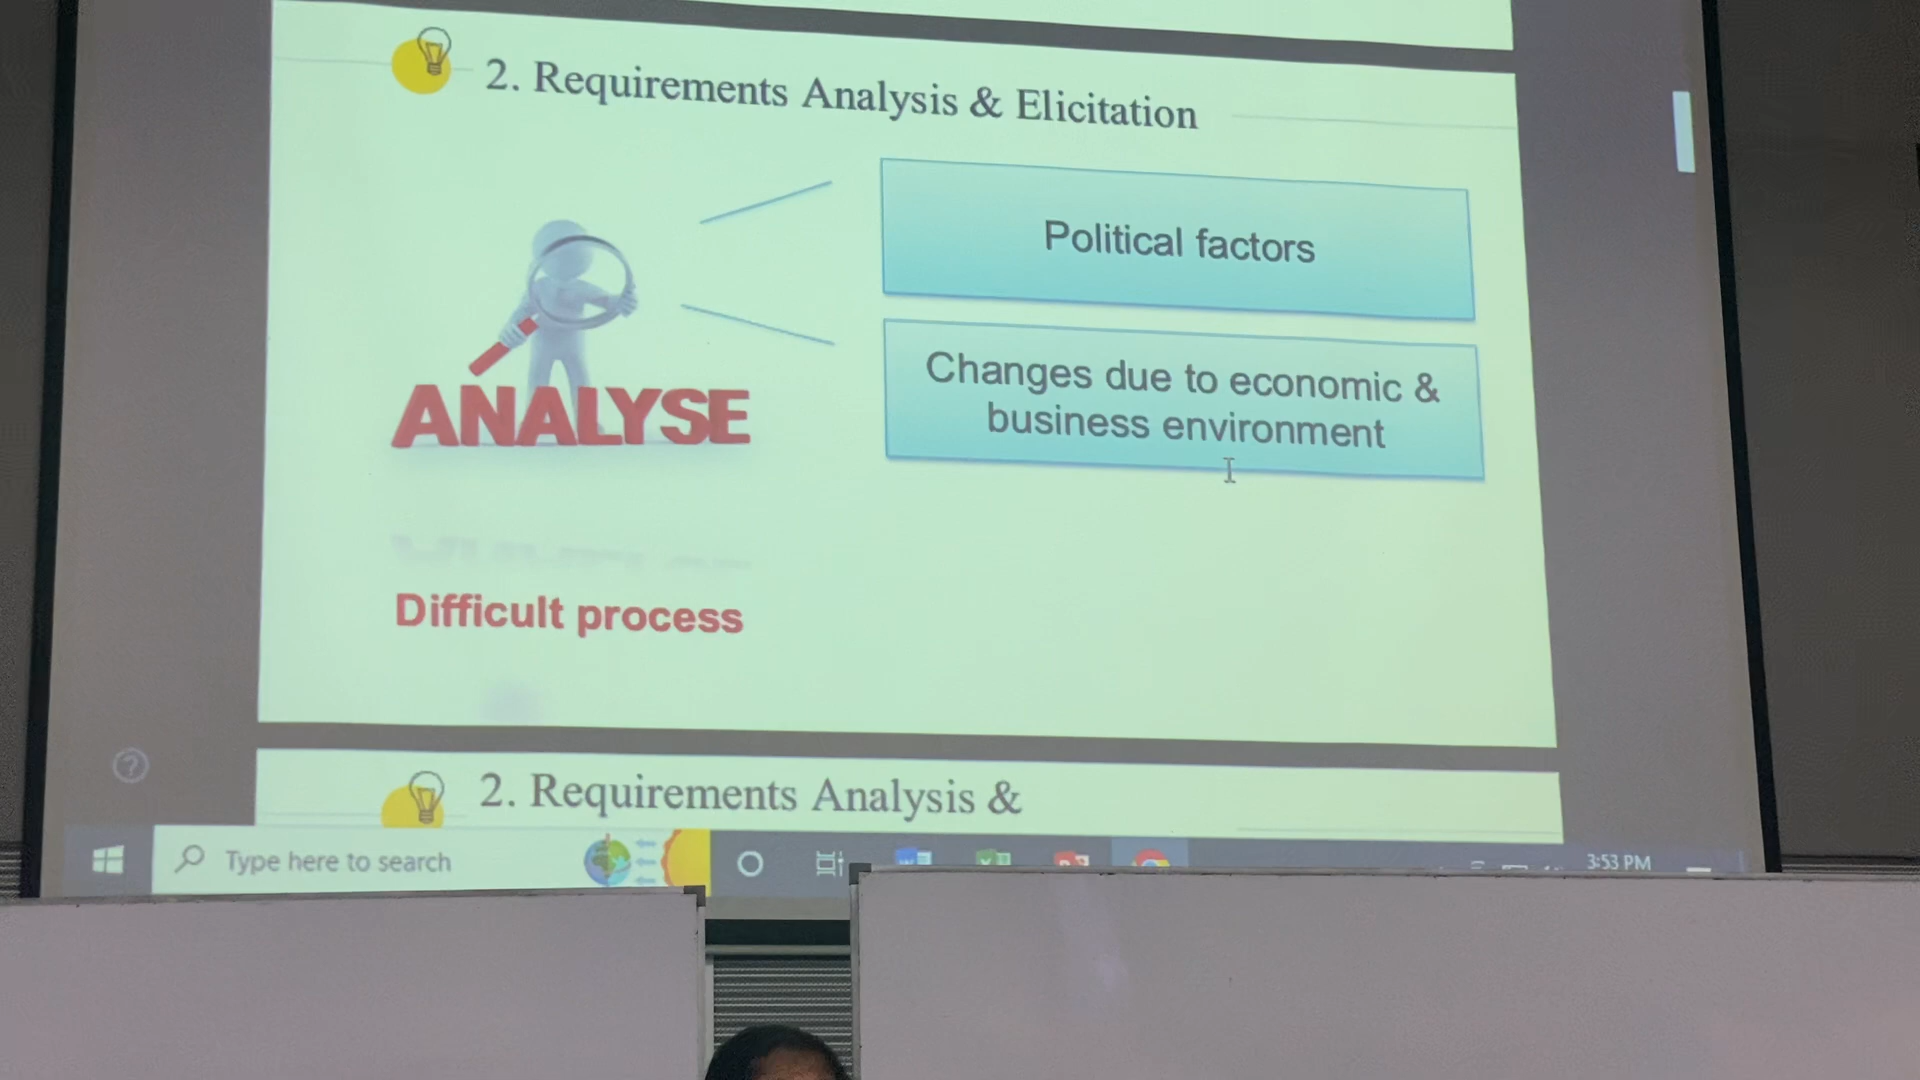 2. Requirements Analysis & Elicitation
Political factors
Changes due to economic &
business environment
ANALYSE
Difficult process
2. Requirements Analysis &
Type here to search
3:53 PM